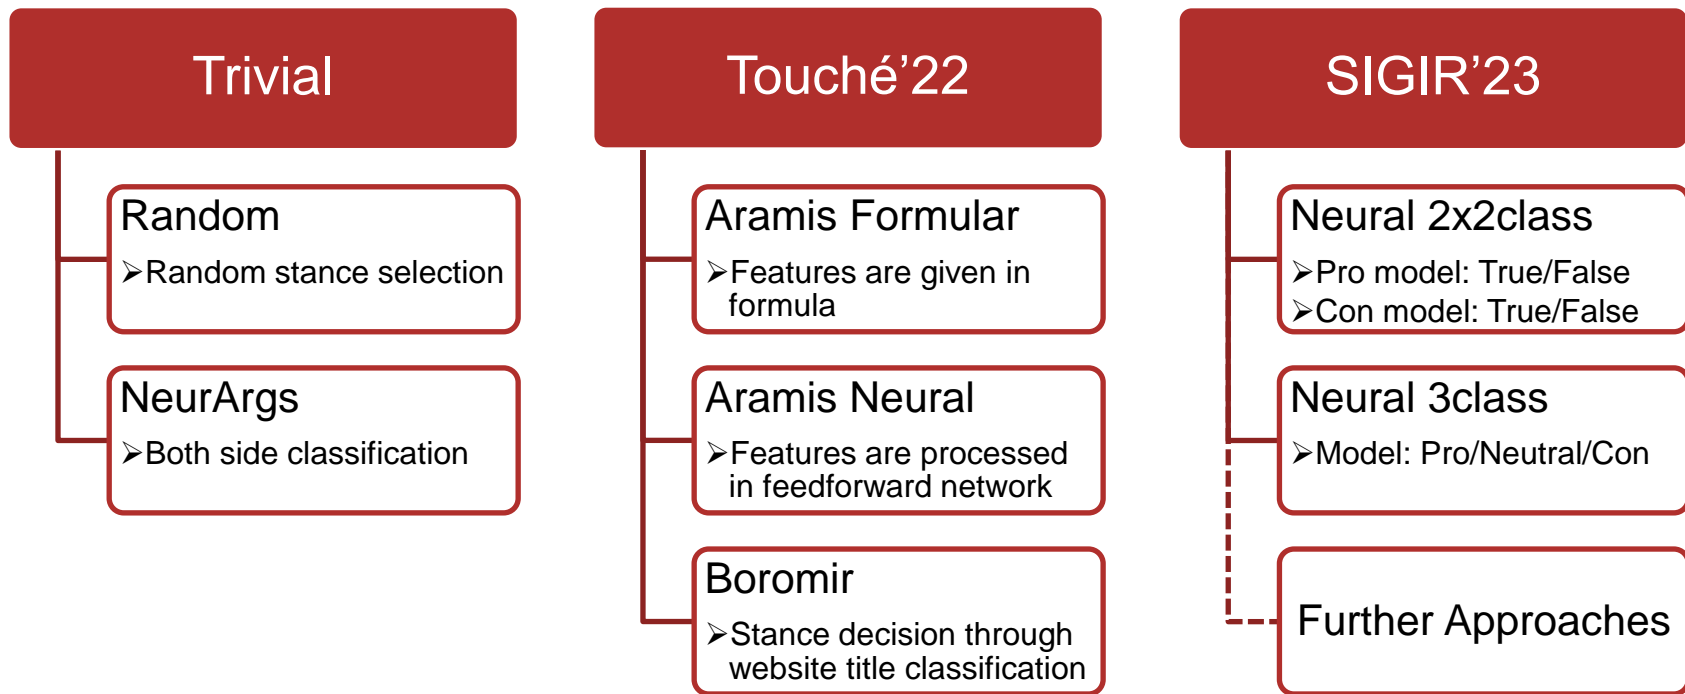 Trivial
Random
➢Random stance selection
NeurArgs
➢Both side classification
Touché’22
Aramis Formular
➢Features are given in
formula
Aramis Neural
➢Features are processed
in feedforward network
Boromir
➢Stance decision through
website title classification
SIGIR’23
Neural 2x2class
➢Pro model: True/False
➢Con model: True/False
Neural 3class
➢Model: Pro/Neutral/Con
Further Approaches